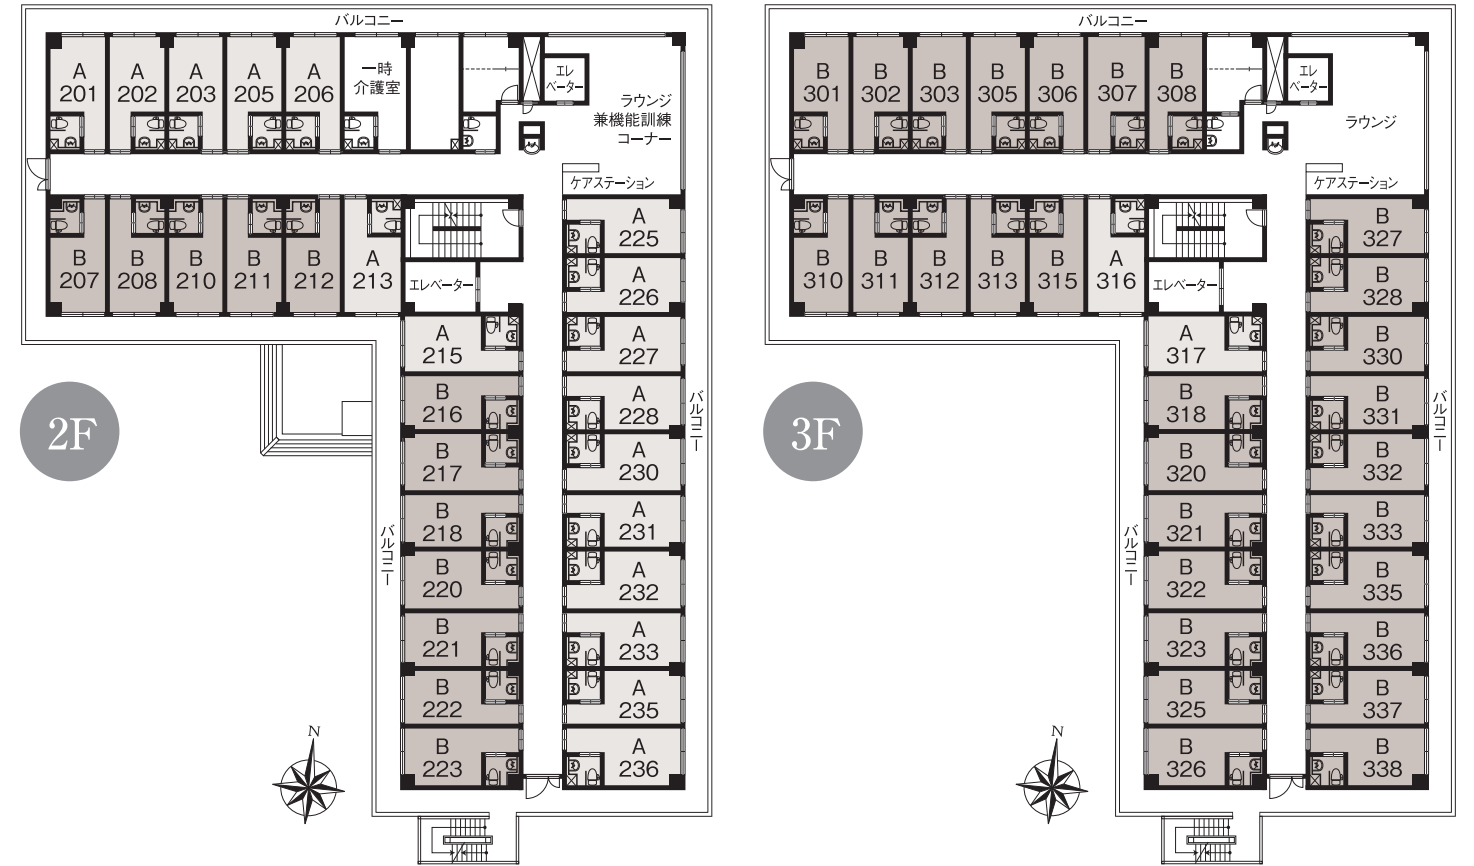 バルコニー
A
201
A
202
A
203
A
205
A
206
一時
介護室
エレ
ベーター
ラウンジ
兼機能訓練
コーナー
ケアステーション
B
207
B
208
B
210
B
211
B
212
A
213
エレベーター
A
215
B
216
B
217
B
218
B
220
B
221
B
222
B
223
A
225
A
226
A
227
A
228
A
230
A
231
A
232
A
233
A
235
A
236
バルコニー
バルコニー
2F
N
バルコニー
B
301
B
302
B
303
B
305
B
306
B
307
B
308
エレ
ベーター
ラウンジ
ケアステーション
B
310
B
311
B
312
B
313
B
315
A
316
エレベーター
A
317
B
318
B
320
B
321
B
322
B
323
B
325
B
326
B
327
B
328
B
330
B
331
B
332
B
333
B
335
B
336
B
337
B
338
バルコニー
バルコニー
3F
N